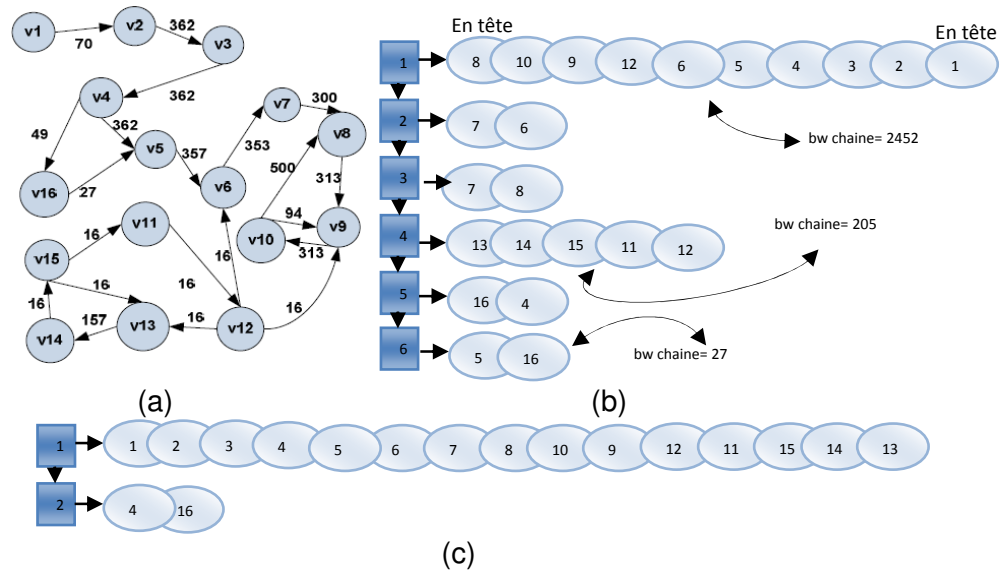 v1
70
v2
362
v3
362
v4
49
362
v5
27
v16
357
v6
353
v7
300
v8
500
313
94
v10
313
v9
16
16
v11
16
v15
16
16
v14
157
v13
16
v12
16
16
(a)
En tête
En tête
1
8 10 9 12 6 5 4 3 2 1
2
7 6
bw chaine= 2452
3
7 8
4
13 14 15 11 12
bw chaine= 205
5
16 4
6
5 16
bw chaine= 27
(b)
1
1 2 3 4 5 6 7 8 10 9 12 11 15 14 13
2
4 16
(c)